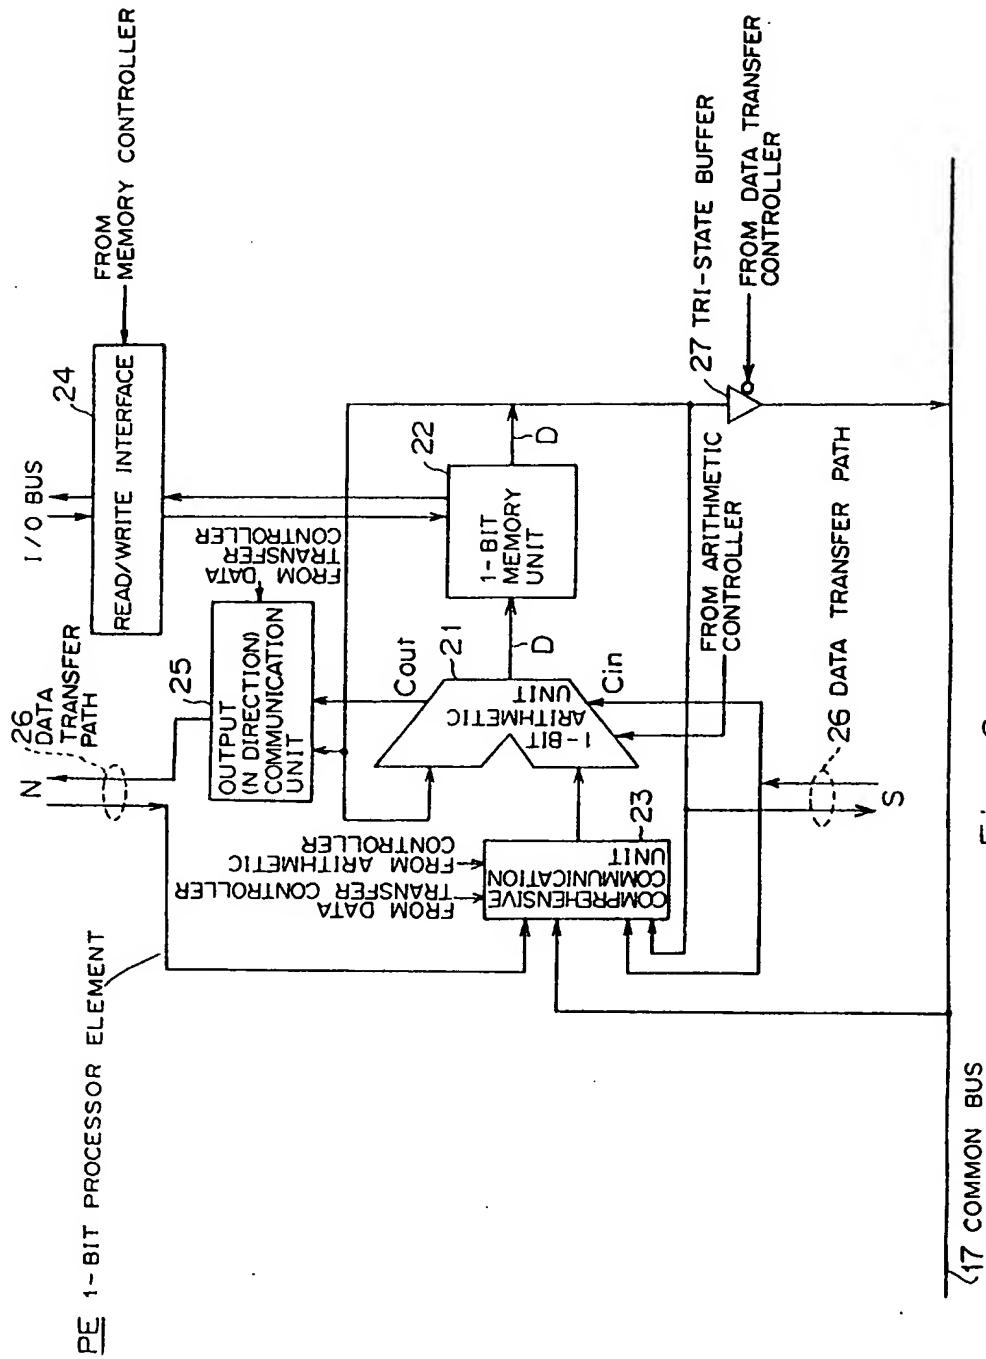 PE 1-BIT PROCESSOR ELEMENT
26
DATA
TRANSFER
PATH
N
I/O BUS
24
READ/WRITE INTERFACE
FROM
MEMORY CONTROLLER
25
OUTPUT
(N DIRECTION)
COMMUNICATION
UNIT
FROM DATA
TRANSFER
CONTROLLER
Cout
21
1-BIT
ARITHMETIC
UNIT
D
22
1-BIT
MEMORY
UNIT
D
Cin
FROM DATA
TRANSFER CONTROLLER
FROM ARITHMETIC
CONTROLLER
COMPREHENSIVE
COMMUNICATION
UNIT
23
FROM ARITHMETIC
CONTROLLER
27 TRI-STATE BUFFER
FROM DATA TRANSFER
CONTROLLER
26 DATA TRANSFER PATH
S
17 COMMON BUS